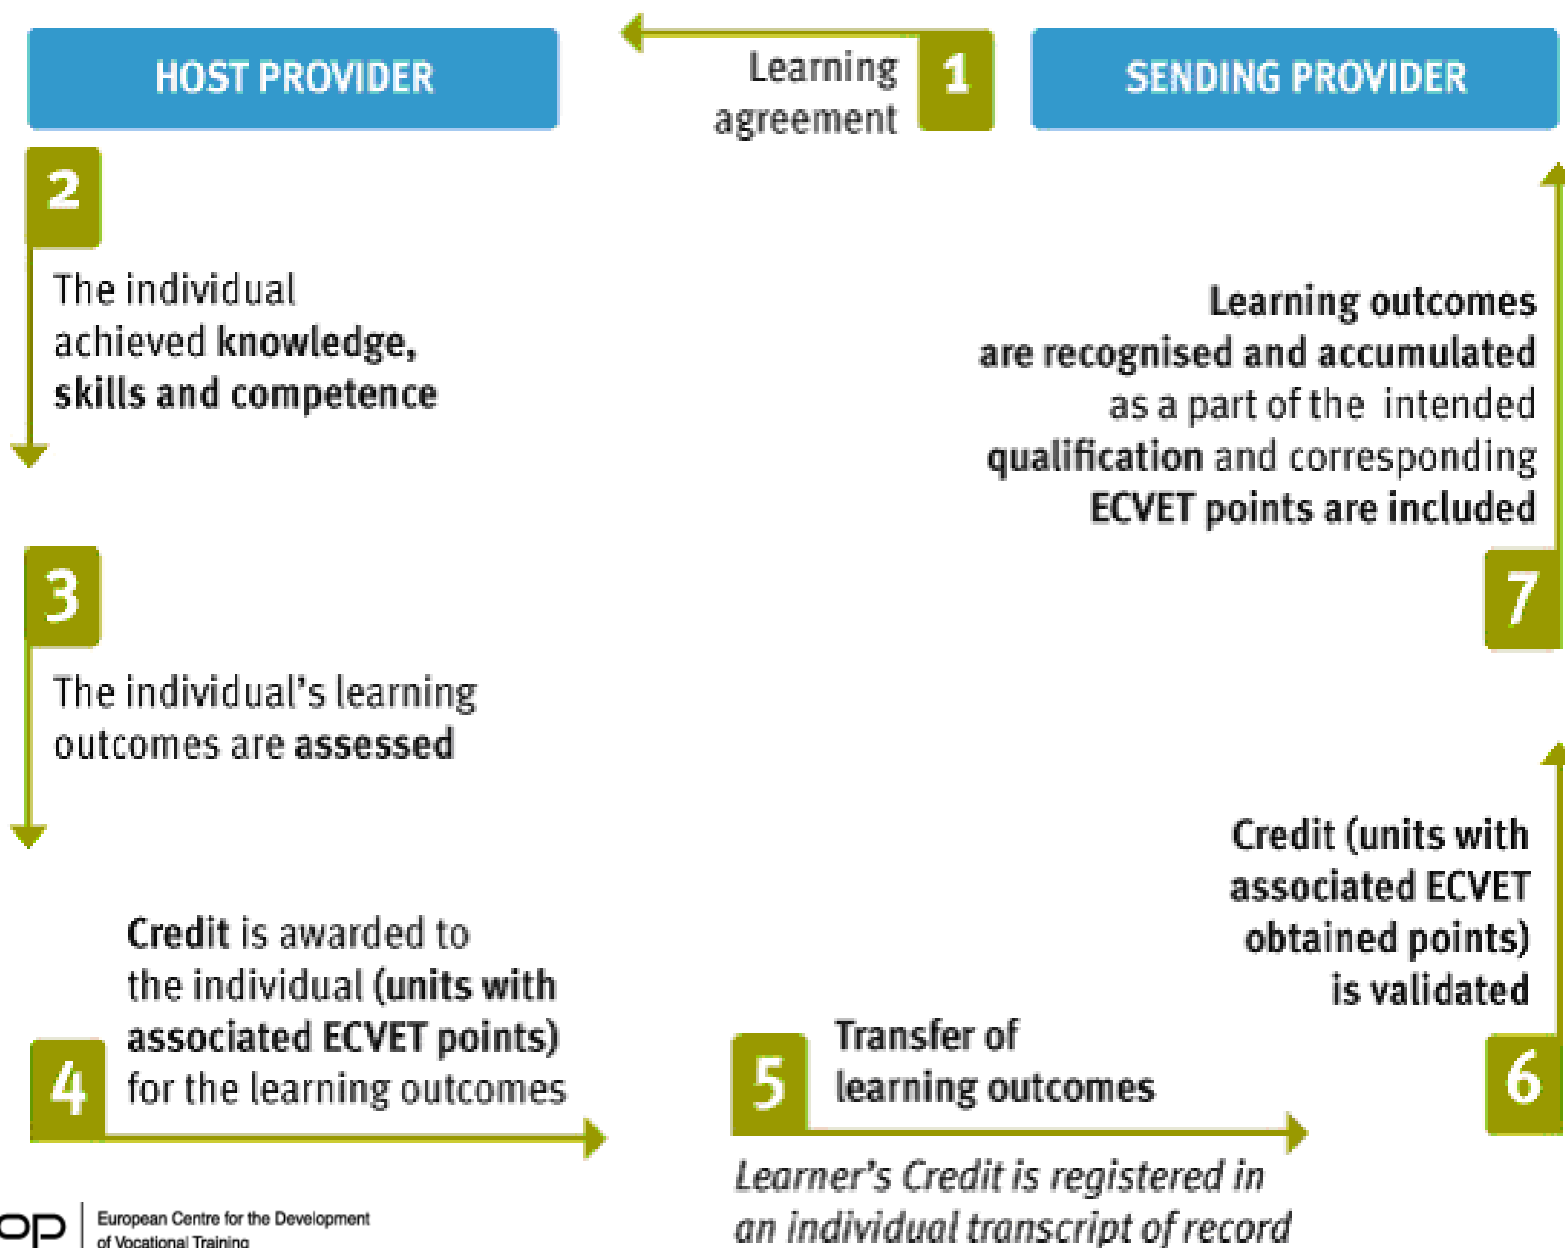 HOST PROVIDER
Learning
agreement
1
SENDING PROVIDER
2
The individual
achieved knowledge,
skills and competence
3
The individual's learning
outcomes are assessed
4
Credit is awarded to
the individual (units with
associated ECVET points)
for the learning outcomes
5
Transfer of
learning outcomes
Learner's Credit is registered in
an individual transcript of record
6
Credit (units with
associated ECVET
obtained points)
is validated
7
Learning outcomes
are recognised and accumulated
as a part of the intended
qualification and corresponding
ECVET points are included
European Centre for the Development
of Vocational Training